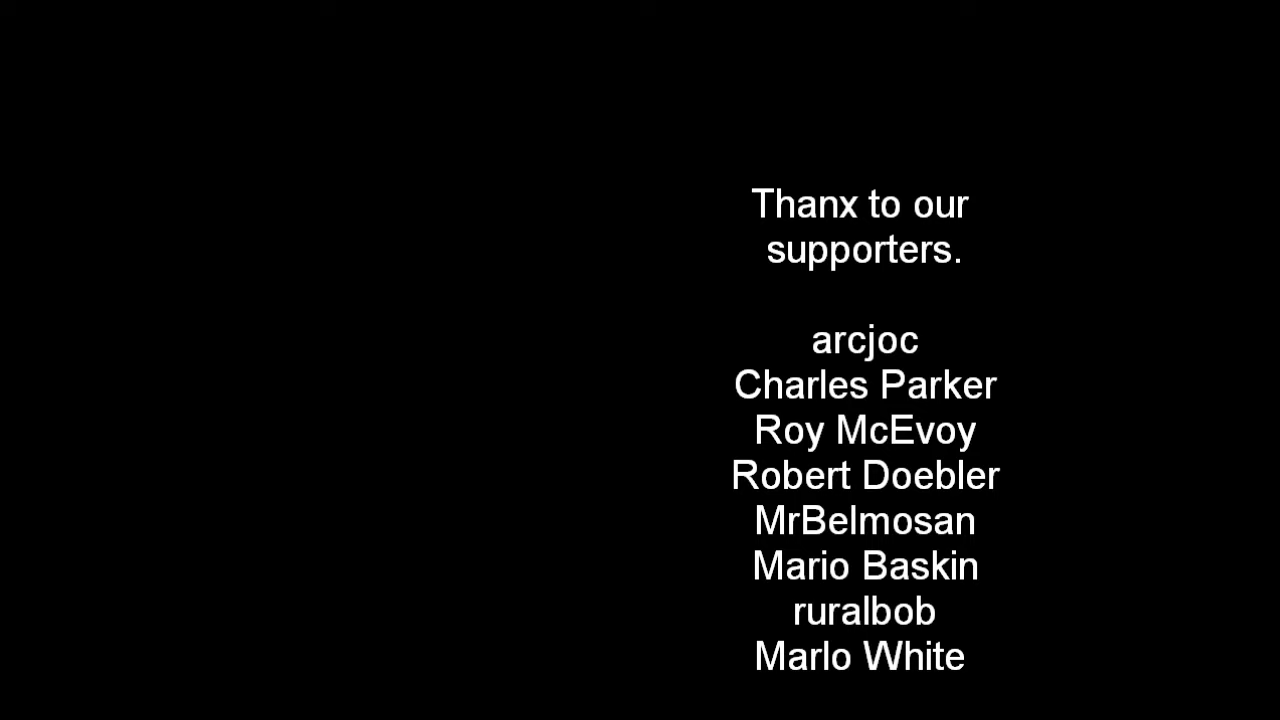 Thanx to our
supporters.
arcjoc
Charles Parker
Roy McEvoy
Robert Doebler
MrBelmosan
Mario Baskin
ruralbob
Marlo White